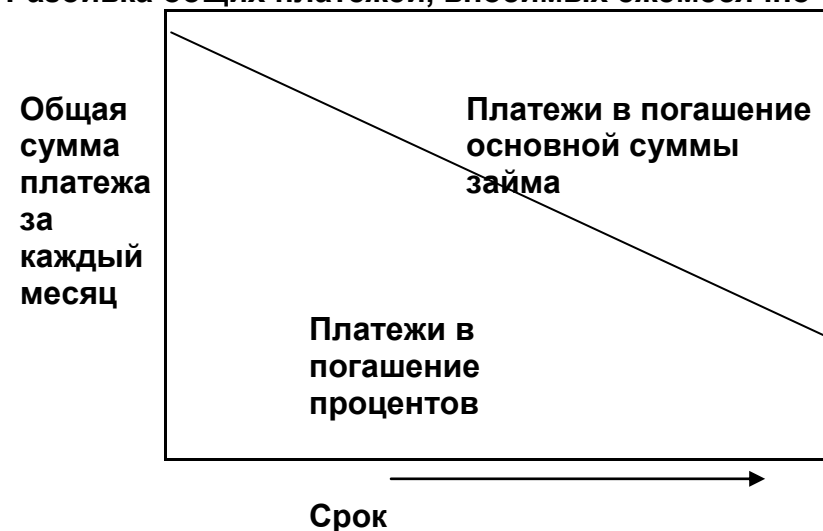 Разбивка общих платежей, вносимых ежемесячно
Общая
сумма
платежа
за
каждый
месяц
Платежи в погашение
основной суммы
займа
Платежи в
погашение
процентов
Срок